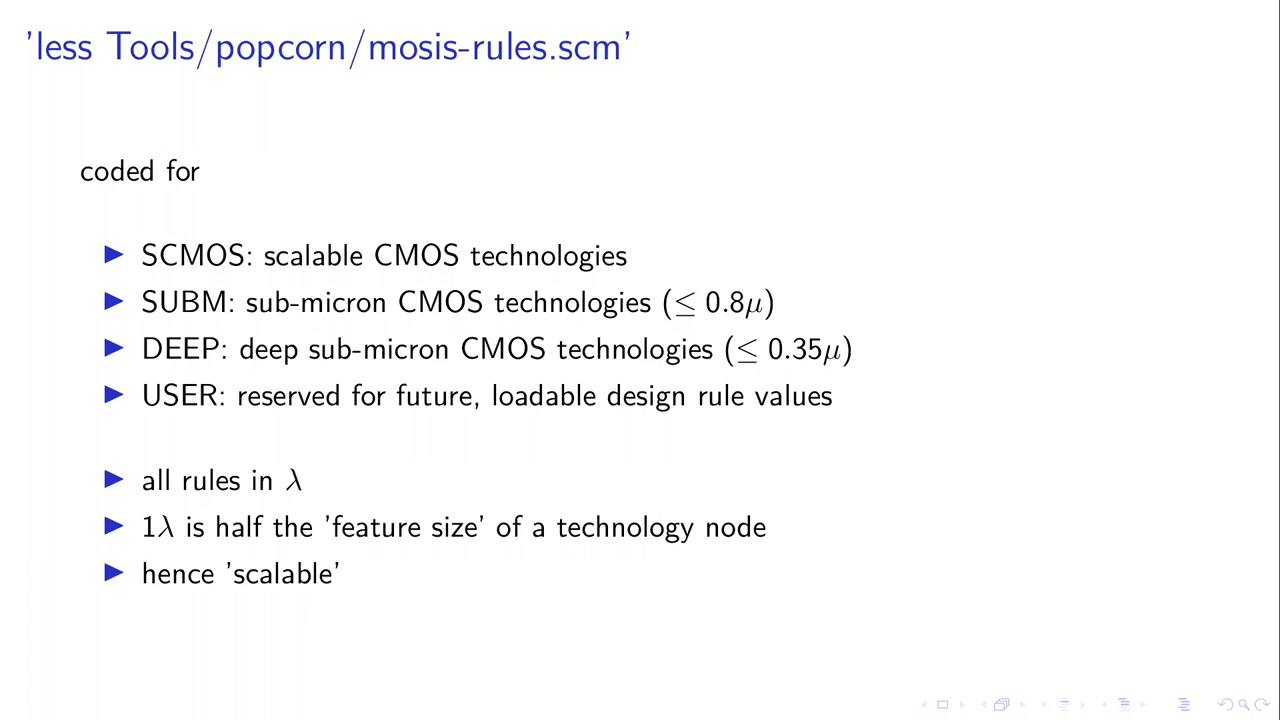 'less Tools/popcorn/mosis-rules.scm'
coded for
▶ SCMOS: scalable CMOS technologies
▶ SUBM: sub-micron CMOS technologies (≤ 0.8μ)
▶ DEEP: deep sub-micron CMOS technologies (≤ 0.35μ)
▶ USER: reserved for future, loadable design rule values
▶ all rules in λ
▶ 1λ is half the 'feature size' of a technology node
▶ hence 'scalable'